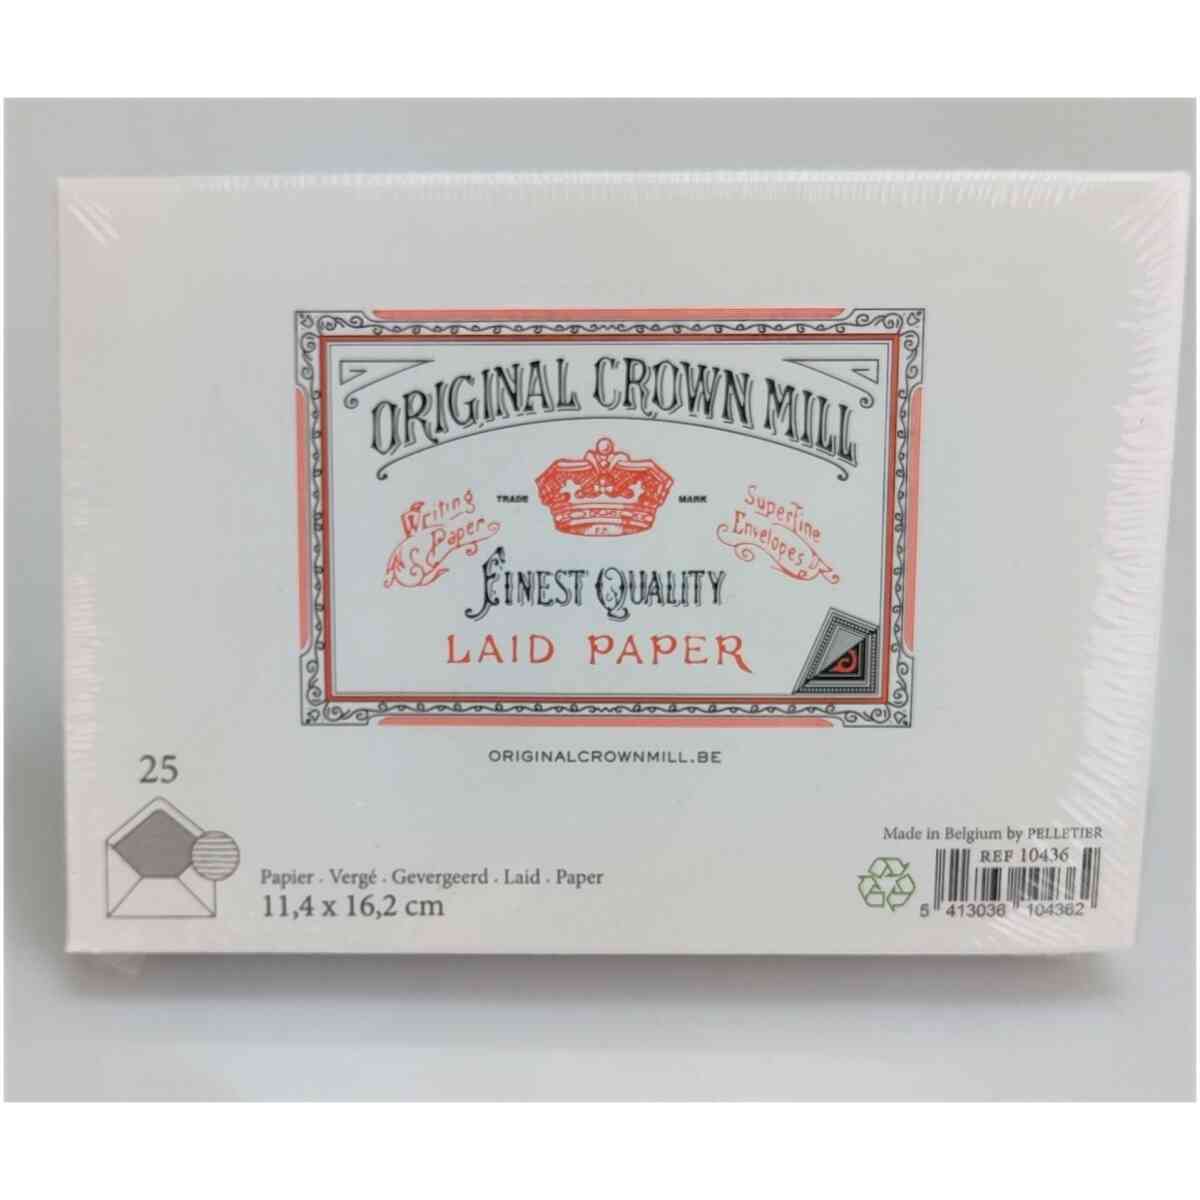 ORIGINAL CROWN MILL
Writing
& Paper
TRADE MARK
Superfine
Envelopes
FINEST QUALITY
LAID PAPER
ORIGINALCROWNMILL.BE
25
Papier . Vergé . Gevergeerd . Laid . Paper
11,4 x 16,2 cm
Made in Belgium by PELLETIER
REF 10436
5 413036 104362